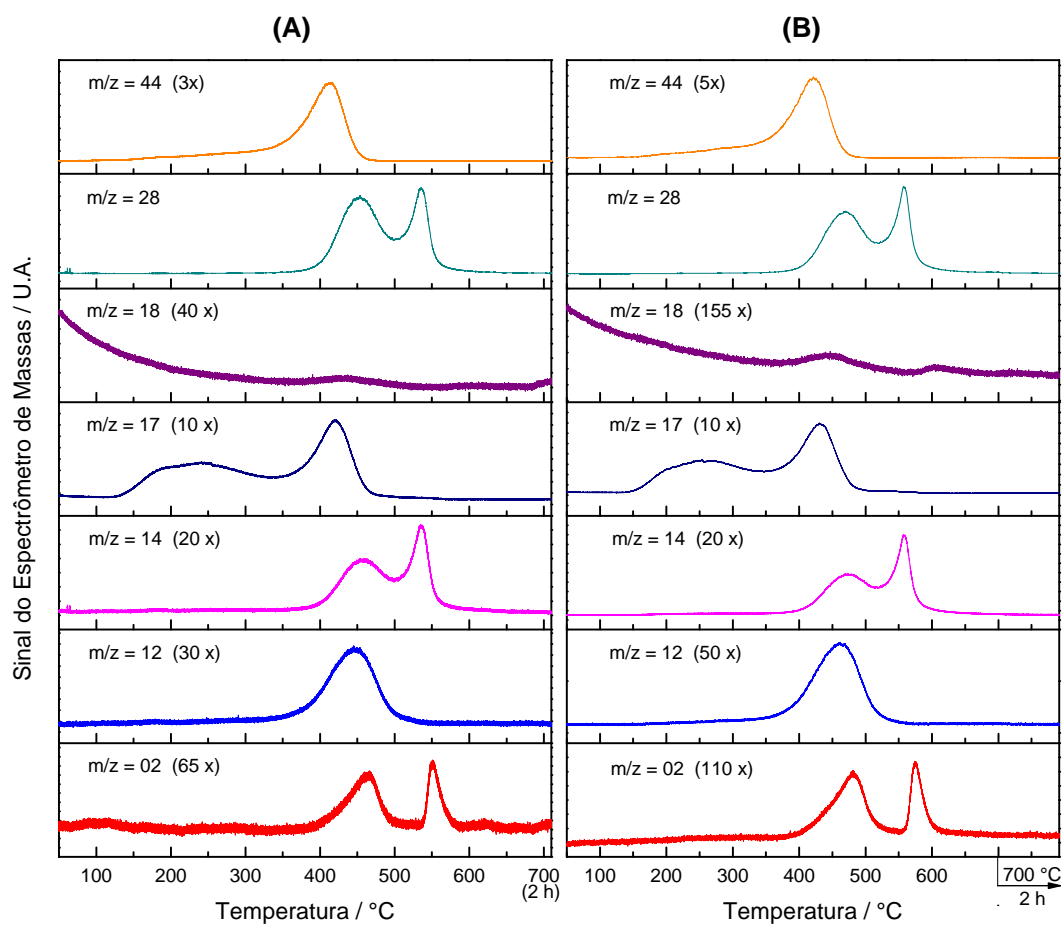 (A) (B)
Sinal do Espectrômetro de Massas / U.A.
m/z = 44 (3x)
m/z = 28
m/z = 18 (40 x)
m/z = 17 (10 x)
m/z = 14 (20 x)
m/z = 12 (30 x)
m/z = 02 (65 x)
100 200 300 400 500 600 700
(2 h)
Temperatura / °C
m/z = 44 (5x)
m/z = 28
m/z = 18 (155 x)
m/z = 17 (10 x)
m/z = 14 (20 x)
m/z = 12 (50 x)
m/z = 02 (110 x)
100 200 300 400 500 600 700 °C
2 h
Temperatura / °C